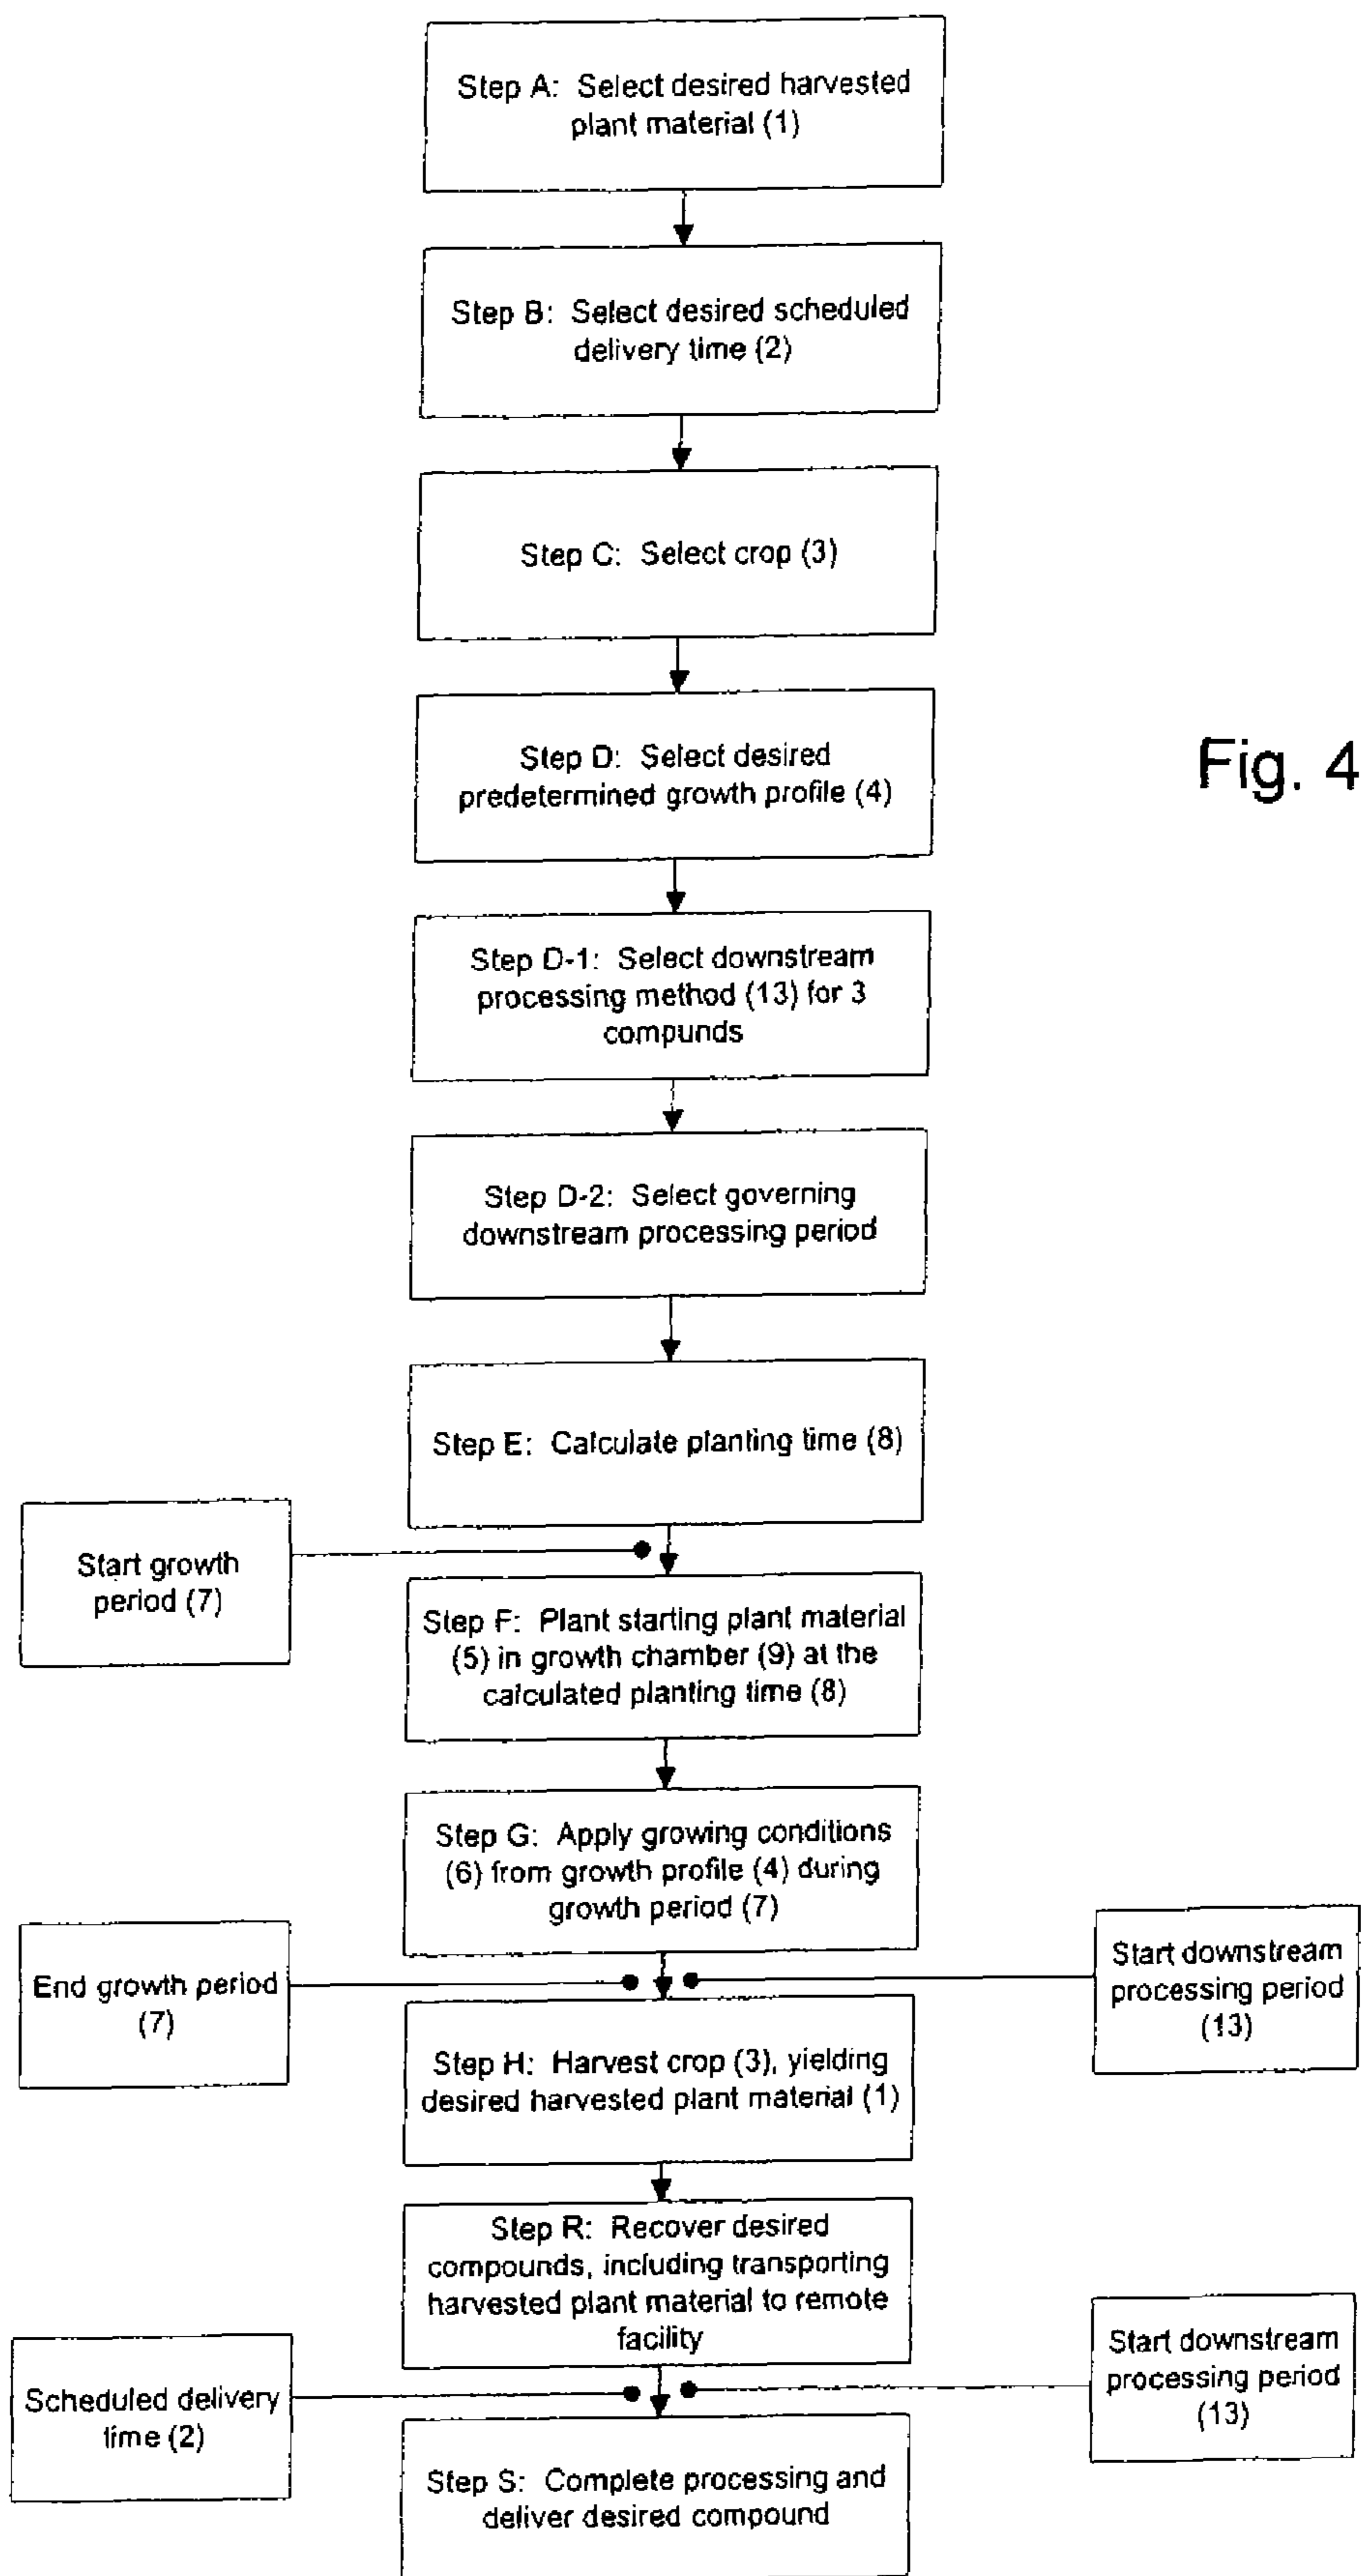 Step A: Select desired harvested
plant material (1)
Step B: Select desired scheduled
delivery time (2)
Step C: Select crop (3)
Step D: Select desired
predetermined growth profile (4)
Fig. 4
Step D-1: Select downstream
processing method (13) for 3
compunds
Step D-2: Select governing
downstream processing period
Step E: Calculate planting time (8)
Start growth
period (7)
Step F: Plant starting plant material
(5) in growth chamber (9) at the
calculated planting time (8)
Step G: Apply growing conditions
(6) from growth profile (4) during
growth period (7)
End growth period
(7)
Start downstream
processing period
(13)
Step H: Harvest crop (3), yielding
desired harvested plant material (1)
Step R: Recover desired
compounds, including transporting
harvested plant material to remote
facility
Scheduled delivery
time (2)
Start downstream
processing period
(13)
Step S: Complete processing and
deliver desired compound